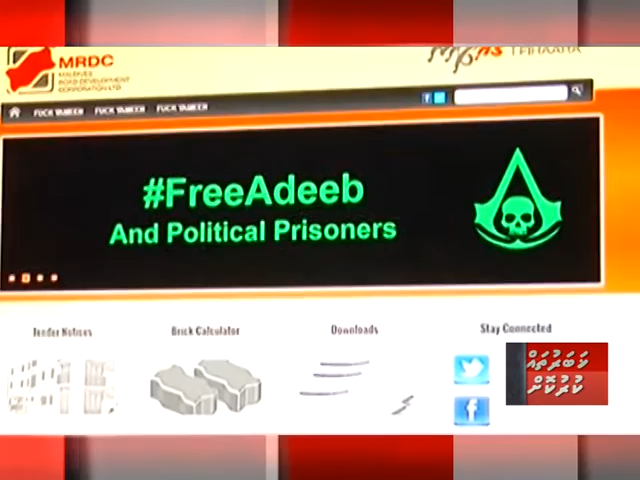 MRDC
MALDIVES
ROAD DEVELOPMENT
CORPORATION LTD
FUCK YAMEEN FUCK YAMEEN FUCK YAMEEN
#FreeAdeeb
And Political Prisoners
Tender Notices Brick Calculator Downloads Stay Connected
ޚަބަރުތައް
ކުރުކޮށް